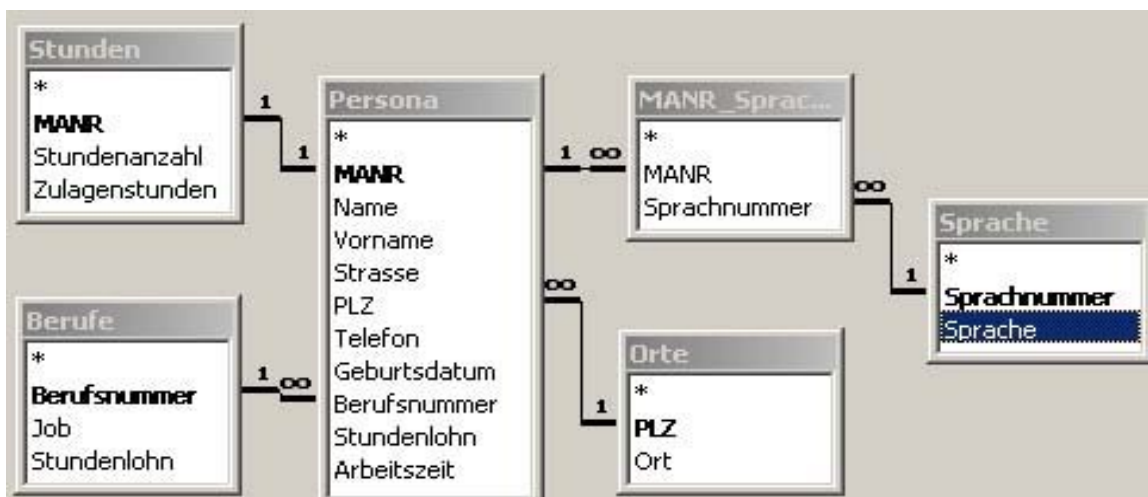 Stunden
*
MANR
Stundenanzahl
Zulagenstunden
1
1
Persona
*
MANR
Name
Vorname
Strasse
PLZ
Telefon
Geburtsdatum
Berufsnummer
Stundenlohn
Arbeitszeit
1 ∞
MANR_Sprac...
*
MANR
Sprachnummer
∞
1
Sprache
*
Sprachnummer
Sprache
Berufe
*
Berufsnummer
Job
Stundenlohn
1 ∞
∞
1
Orte
*
PLZ
Ort